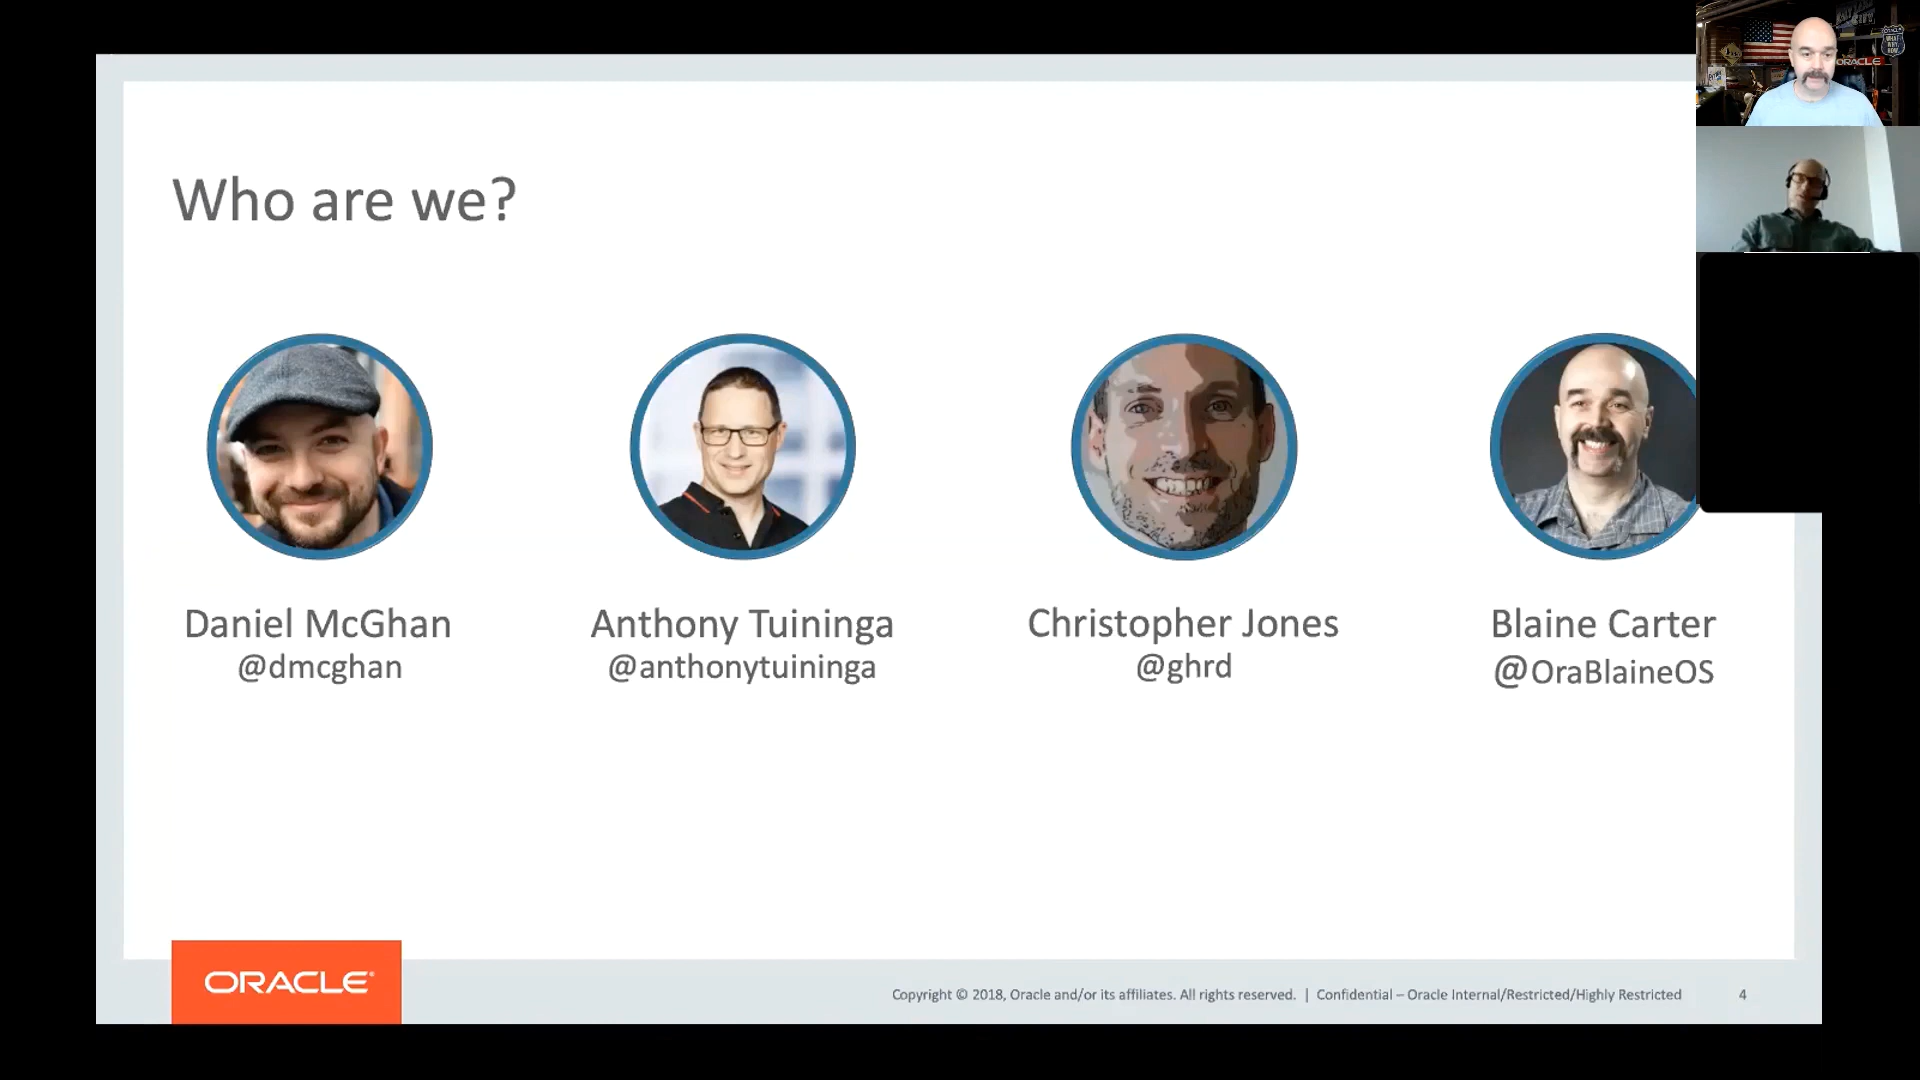 Who are we?
Daniel McGhan
@dmcghan
Anthony Tuininga
@anthonytuininga
Christopher Jones
@ghrd
Blaine Carter
@OraBlaineOS
ORACLE
Copyright © 2018, Oracle and/or its affiliates. All rights reserved. | Confidential – Oracle Internal/Restricted/Highly Restricted 4
ORACLE